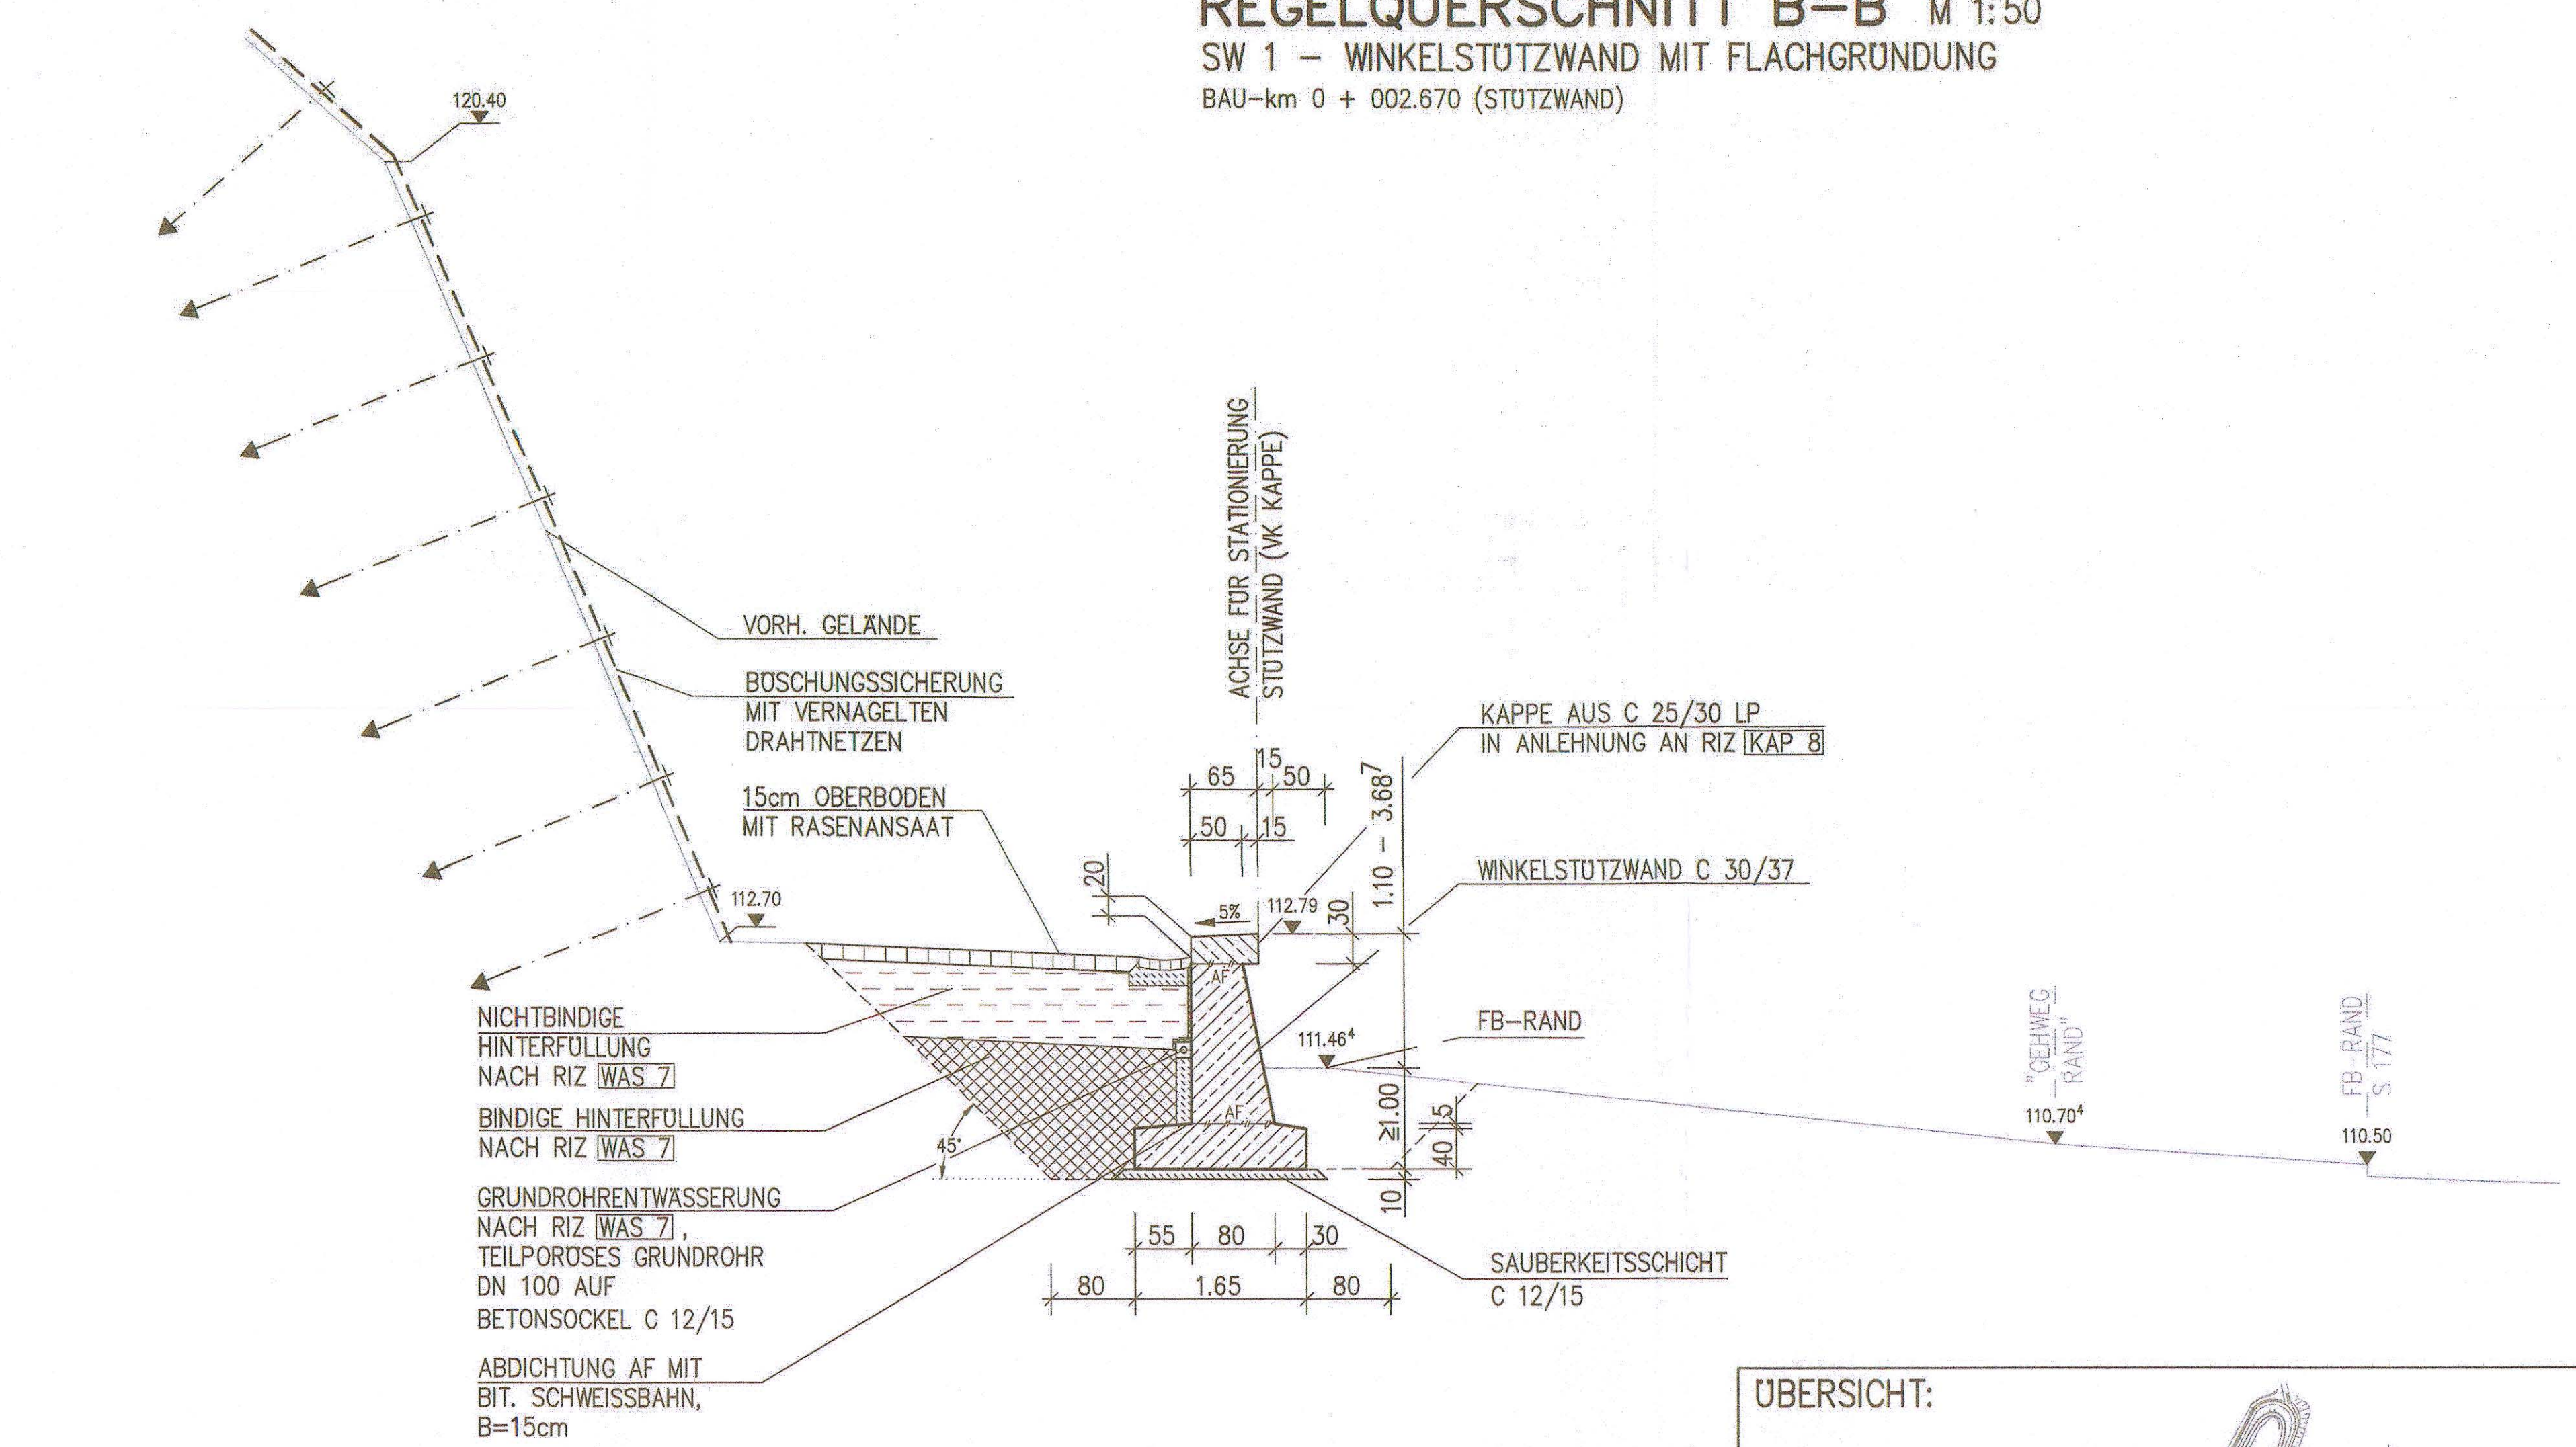 REGELQUERSCHNITT B–B M 1:50
SW 1 – WINKELSTÜTZWAND MIT FLACHGRÜNDUNG
BAU–km 0 + 002.670 (STÜTZWAND)
120.40
ACHSE FÜR STATIONIERUNG
STÜTZWAND (VK KAPPE)
VORH. GELÄNDE
BÖSCHUNGSSICHERUNG
MIT VERNAGELTEN
DRAHTNETZEN
15cm OBERBODEN
MIT RASENANSAAT
KAPPE AUS C 25/30 LP
IN ANLEHNUNG AN RIZ KAP 8
15
65
50
50
15
20
1.10 – 3.68⁷
WINKELSTÜTZWAND C 30/37
112.70
5%
112.79
30
AF
NICHTBINDIGE
HINTERFÜLLUNG
NACH RIZ WAS 7
FB–RAND
111.46⁴
"GEHWEG
RAND"
110.70⁴
FB–RAND
S 177
110.50
BINDIGE HINTERFÜLLUNG
NACH RIZ WAS 7
45°
AF
≥1.00
5
40
10
GRUNDROHRENTWÄSSERUNG
NACH RIZ WAS 7 ,
TEILPORÖSES GRUNDROHR
DN 100 AUF
BETONSOCKEL C 12/15
55
80
30
80
1.65
80
SAUBERKEITSSCHICHT
C 12/15
ABDICHTUNG AF MIT
BIT. SCHWEISSBAHN,
B=15cm
ÜBERSICHT: